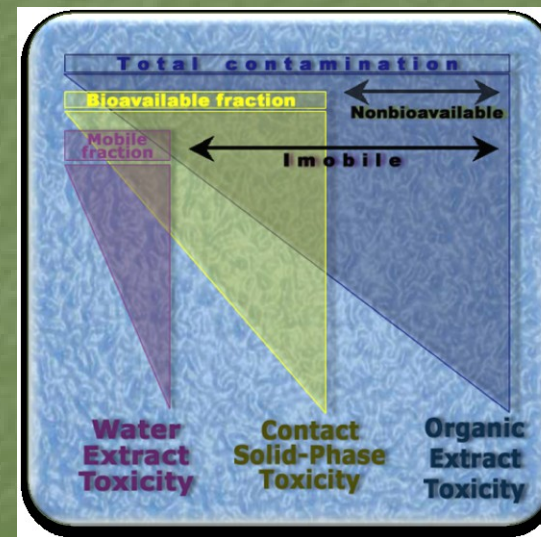 Total contamination
Bioavailable fraction
Nonbioavailable
Mobile
fraction
Imobile
Water
Extract
Toxicity
Contact
Solid-Phase
Toxicity
Organic
Extract
Toxicity